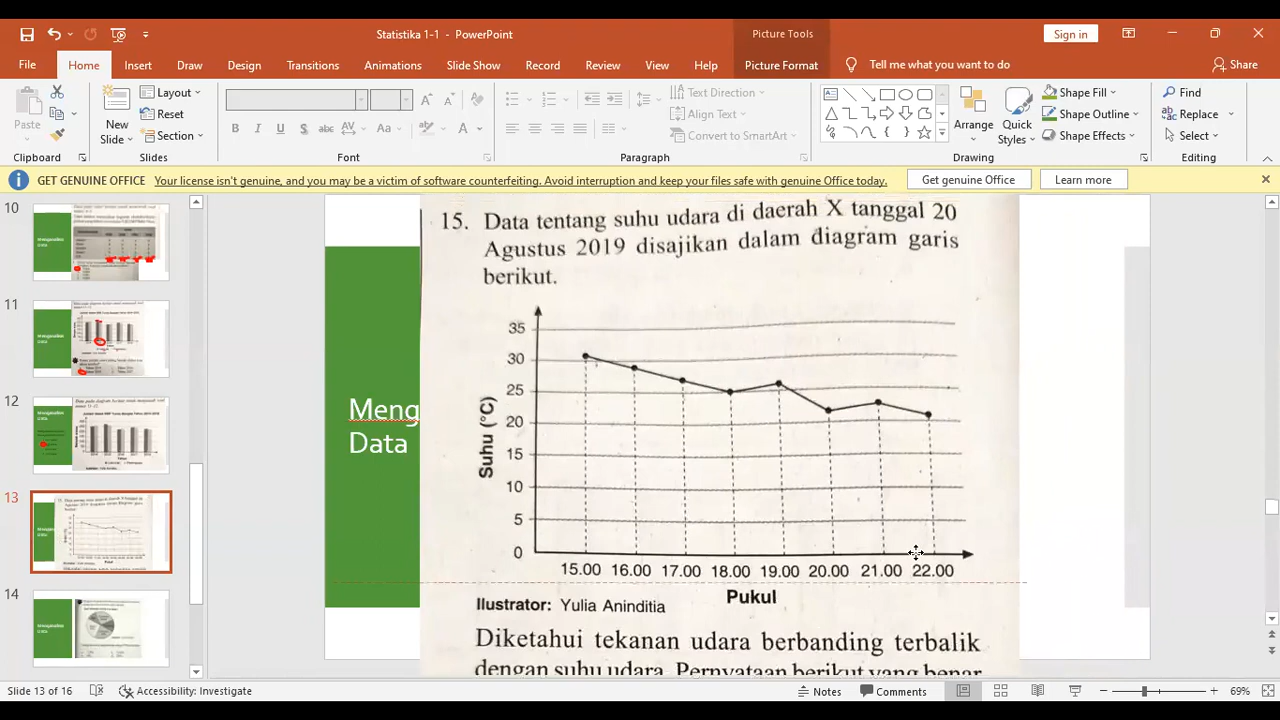 Statistika 1-1 - PowerPoint
Picture Tools
Sign in
File
Home
Insert
Draw
Design
Transitions
Animations
Slide Show
Record
Review
View
Help
Picture Format
Tell me what you want to do
Share
Paste
New
Slide
Layout
Reset
Section
Text Direction
Align Text
Convert to SmartArt
Arrange
Quick
Styles
Shape Fill
Shape Outline
Shape Effects
Find
Replace
Select
Clipboard
Slides
Font
Paragraph
Drawing
Editing
GET GENUINE OFFICE
Your license isn't genuine, and you may be a victim of software counterfeiting. Avoid interruption and keep your files safe with genuine Office today.
Get genuine Office
Learn more
10
11
12
13
14
Meng
Data
15. Data tentang suhu udara di daerah X tanggal 20
Agustus 2019 disajikan dalam diagram garis
berikut.
Suhu (°C)
35
30
25
20
15
10
5
0
15.00 16.00 17.00 18.00 19.00 20.00 21.00 22.00
Pukul
Ilustrator: Yulia Aninditia
Diketahui tekanan udara berbanding terbalik
dengan suhu udara. Pernyataan berikut yang benar
Slide 13 of 16
Accessibility: Investigate
Notes
Comments
69%